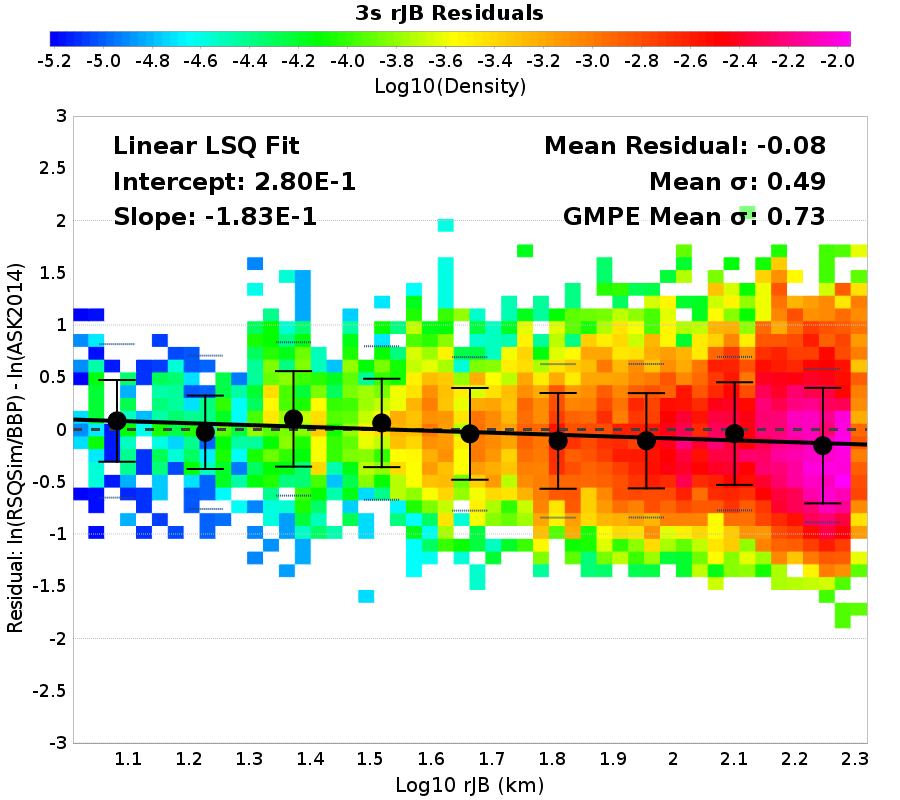 3s rJB Residuals
-5.2 -5.0 -4.8 -4.6 -4.4 -4.2 -4.0 -3.8 -3.6 -3.4 -3.2 -3.0 -2.8 -2.6 -2.4 -2.2 -2.0
Log10(Density)
Linear LSQ Fit
Intercept: 2.80E-1
Slope: -1.83E-1
Mean Residual: -0.08
Mean σ: 0.49
GMPE Mean σ: 0.73
Residual: ln(RSQSim/BBP) - ln(ASK2014)
3
2.5
2
1.5
1
0.5
0
-0.5
-1
-1.5
-2
-2.5
-3
1.1 1.2 1.3 1.4 1.5 1.6 1.7 1.8 1.9 2 2.1 2.2 2.3
Log10 rJB (km)